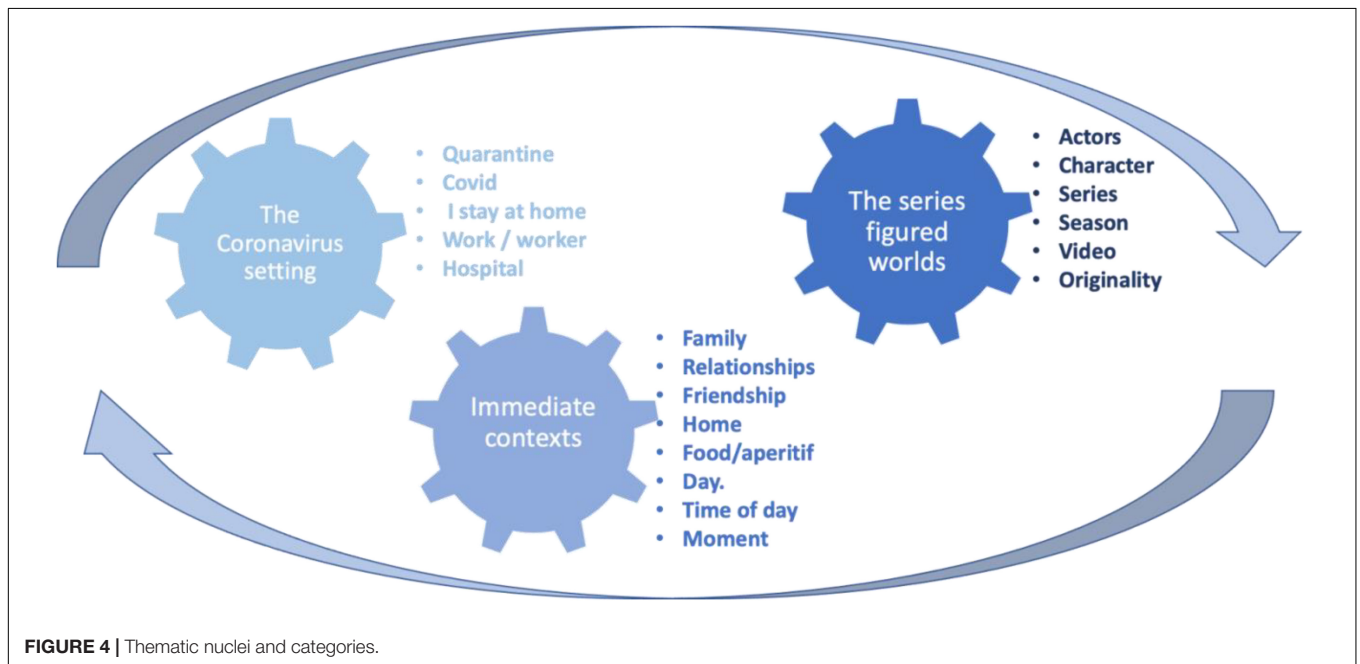 The
Coronavirus
setting
• Quarantine
• Covid
• I stay at home
• Work / worker
• Hospital
The series
figured
worlds
• Actors
• Character
• Series
• Season
• Video
• Originality
Immediate
contexts
• Family
• Relationships
• Friendship
• Home
• Food/aperitif
• Day.
• Time of day
• Moment
FIGURE 4 | Thematic nuclei and categories.